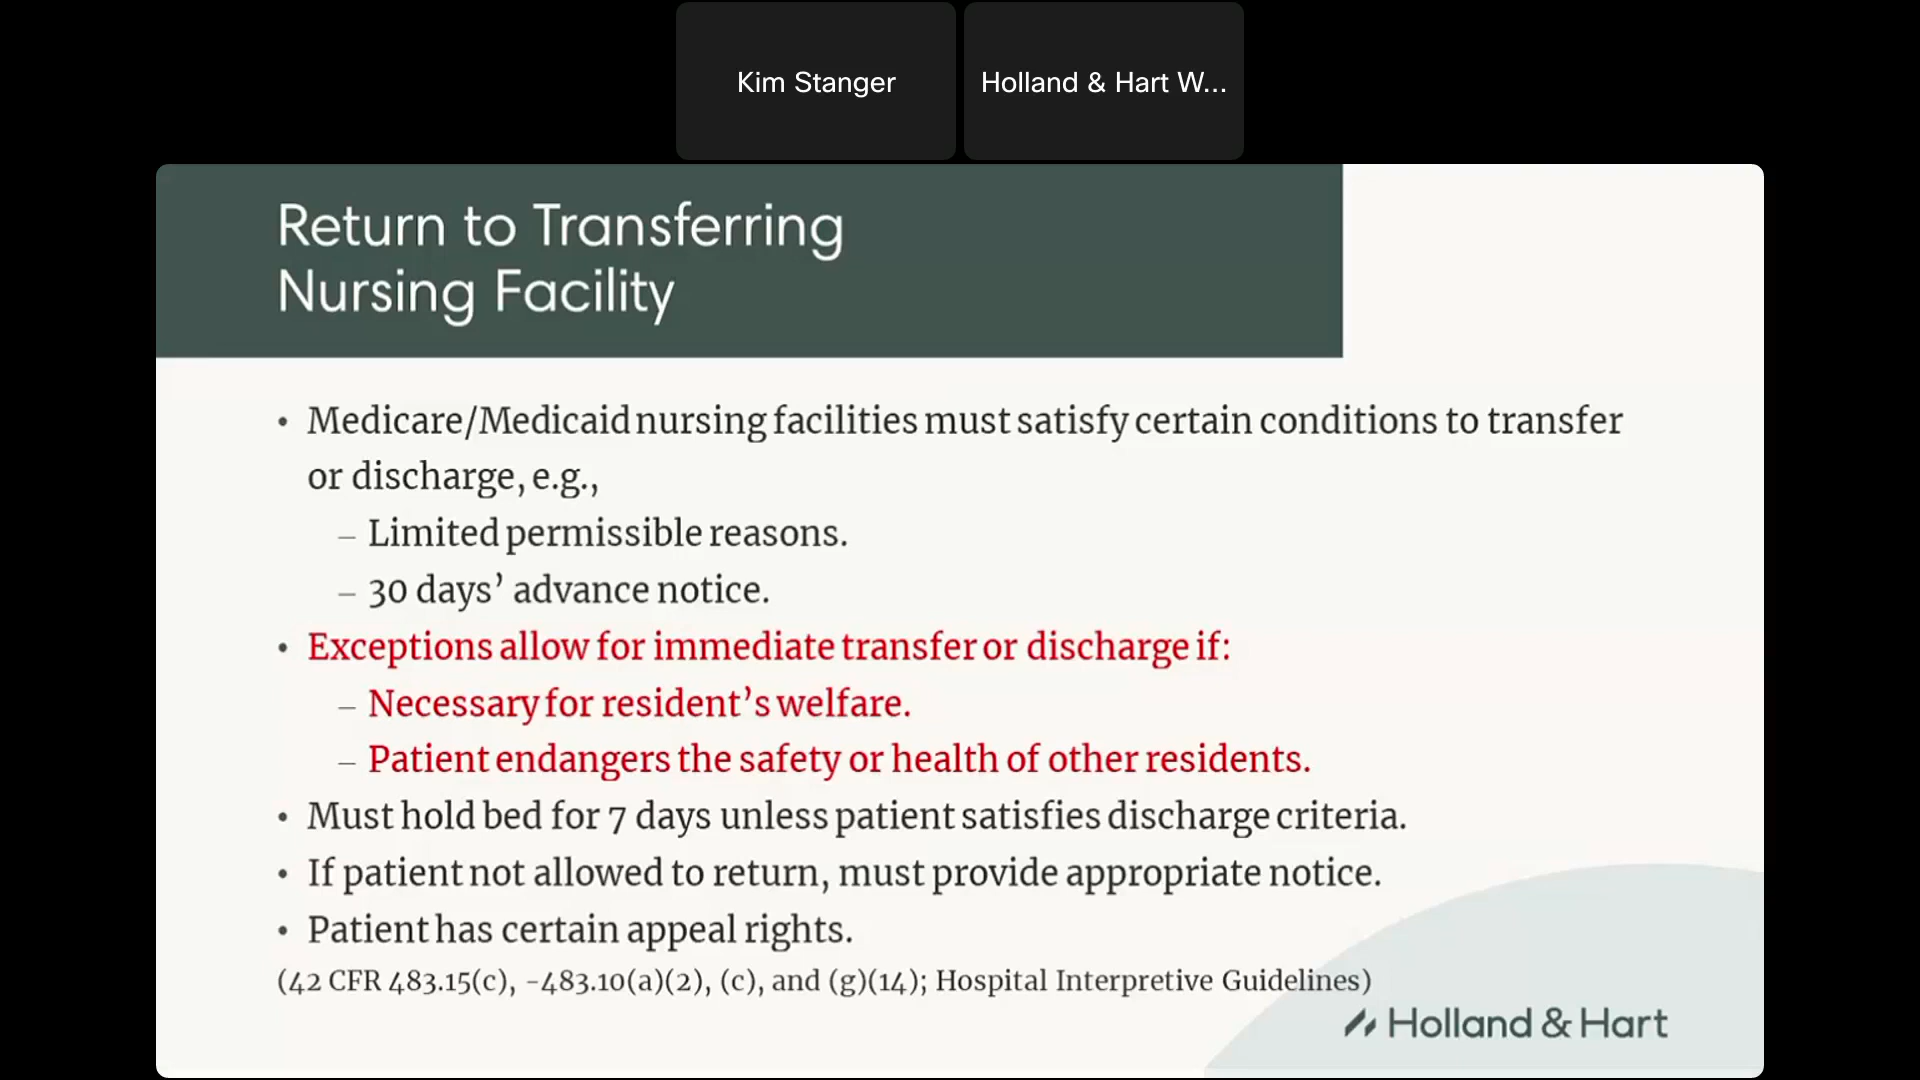 Kim Stanger
Holland & Hart W...
Return to Transferring
Nursing Facility
• Medicare/Medicaid nursing facilities must satisfy certain conditions to transfer
or discharge, e.g.,
– Limited permissible reasons.
– 30 days’ advance notice.
• Exceptions allow for immediate transfer or discharge if:
– Necessary for resident’s welfare.
– Patient endangers the safety or health of other residents.
• Must hold bed for 7 days unless patient satisfies discharge criteria.
• If patient not allowed to return, must provide appropriate notice.
• Patient has certain appeal rights.
(42 CFR 483.15(c), -483.10(a)(2), (c), and (g)(14); Hospital Interpretive Guidelines)
Holland & Hart